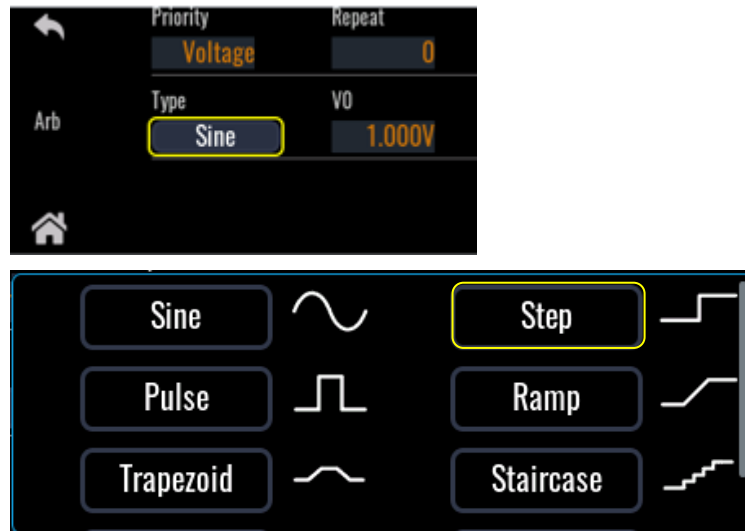 Priority Repeat
Voltage 0
Type V0
Arb
Sine 1.000V
Sine Step
Pulse Ramp
Trapezoid Staircase